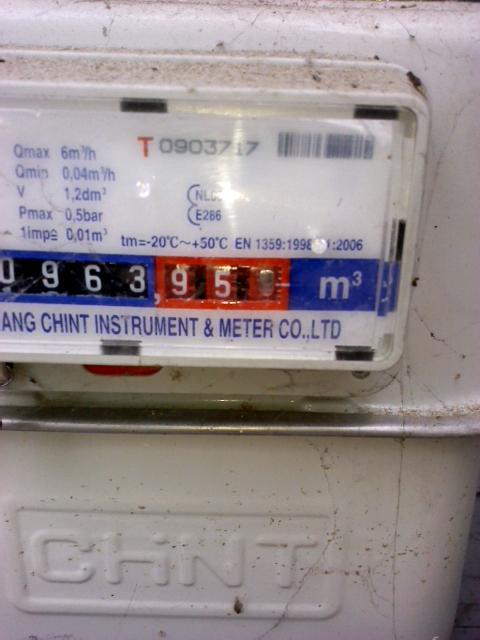 T 0903717
Qmax 6m³/h
Qmin 0,04m³/h
V 1,2dm³
Pmax 0,5bar
1imp≙ 0,01m³
E286
tm=-20°C~+50°C EN 1359:1998 :2006
0963,95 m³
ANG CHINT INSTRUMENT & METER CO.,LTD
CHNT